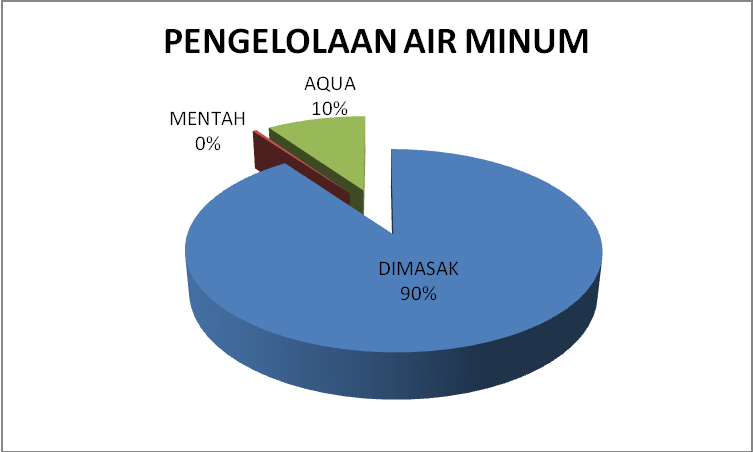 PENGELOLAAN AIR MINUM
AQUA
10%
MENTAH
0%
DIMASAK
90%